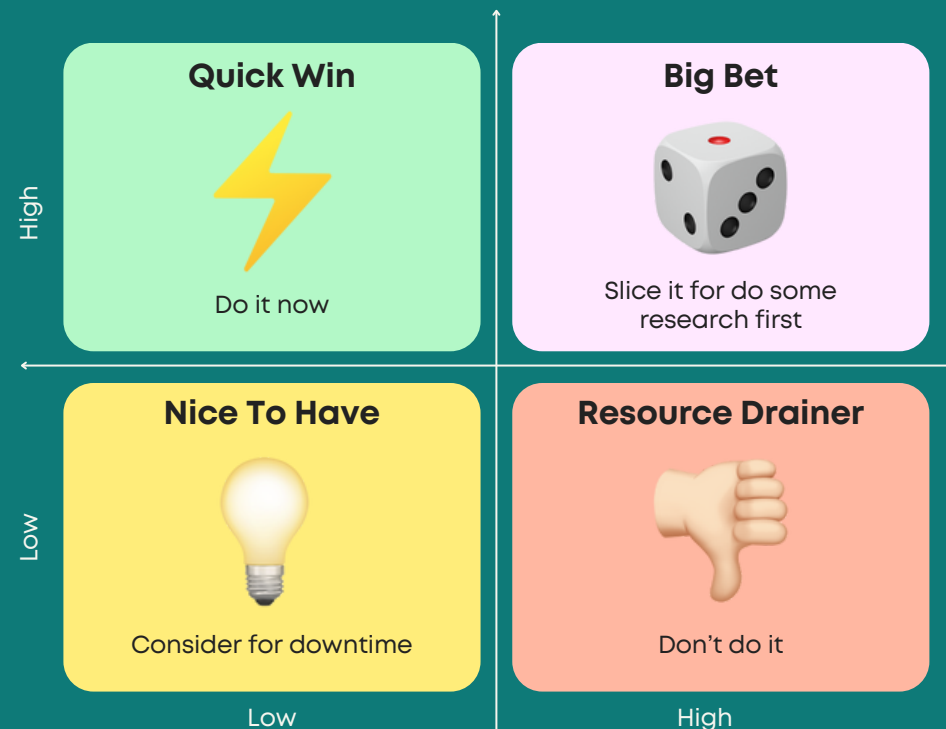 Quick Win
Big Bet
High
Do it now
Slice it for do some
research first
Nice To Have
Resource Drainer
Low
Consider for downtime
Don’t do it
Low
High